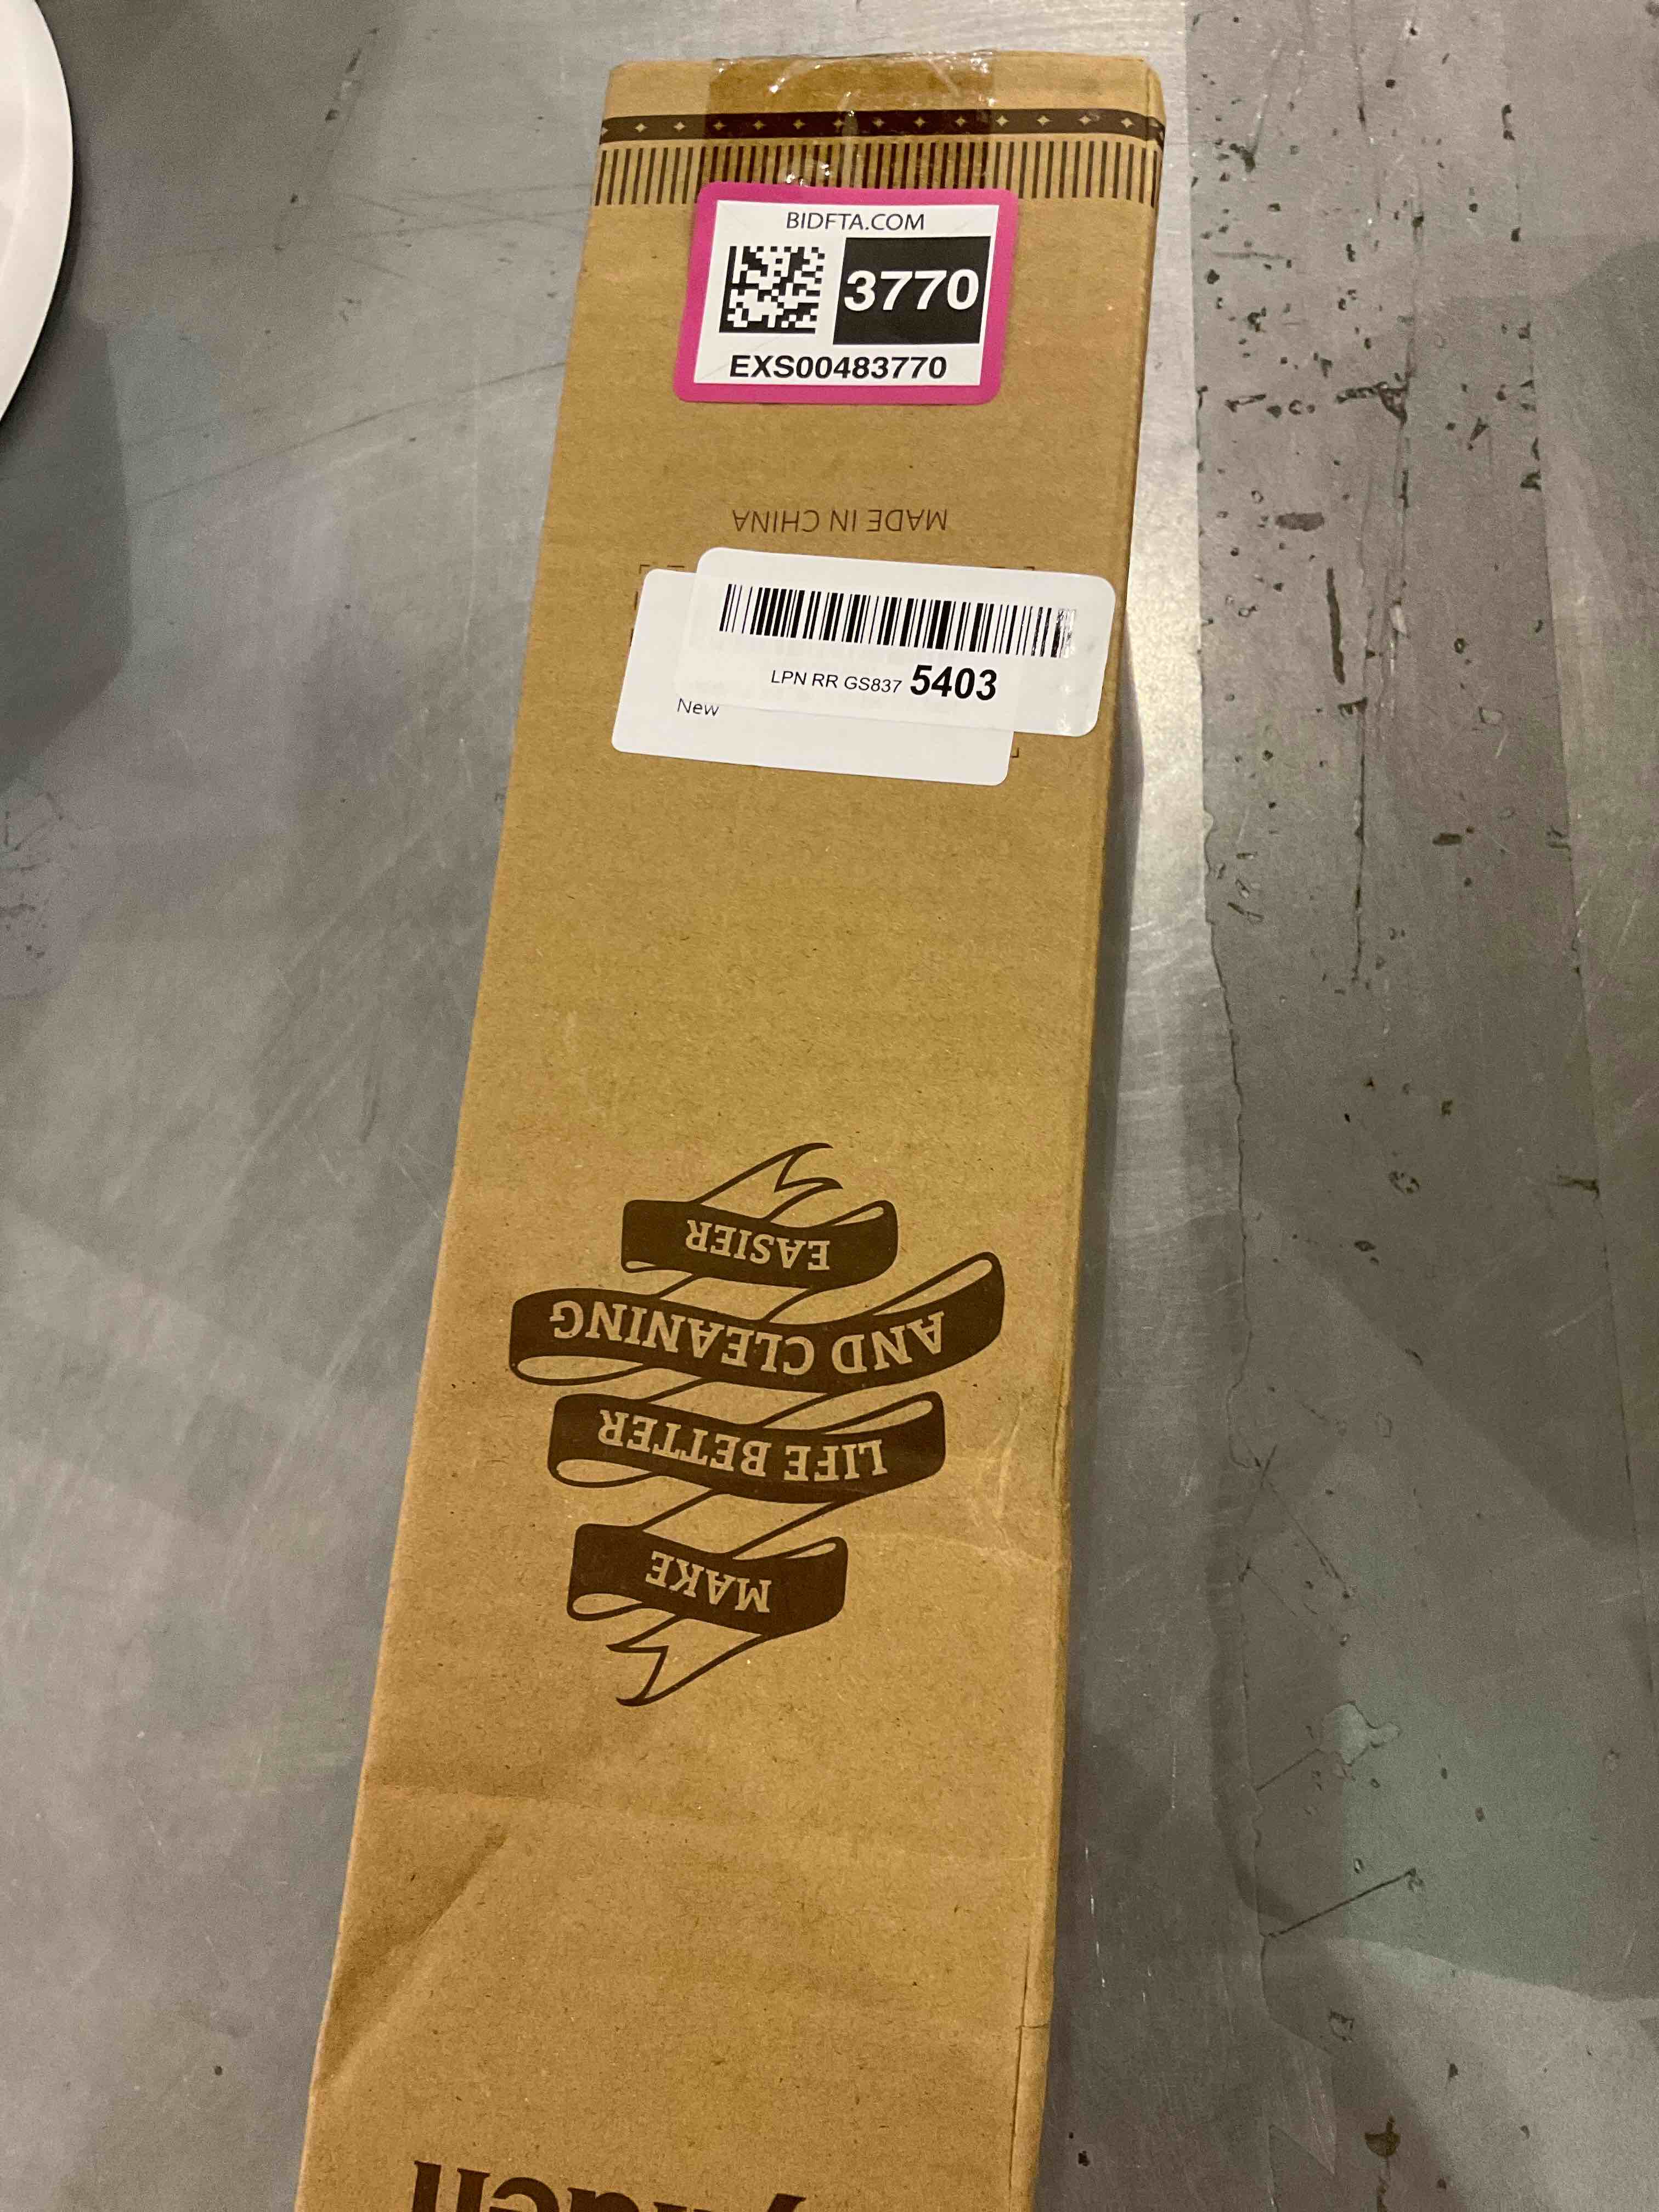 BIDFTA.COM
3770
EXS00483770
MADE IN CHINA
LPN RR GS837 5403
New
MAKE
LIFE BETTER
AND CLEANING
EASIER